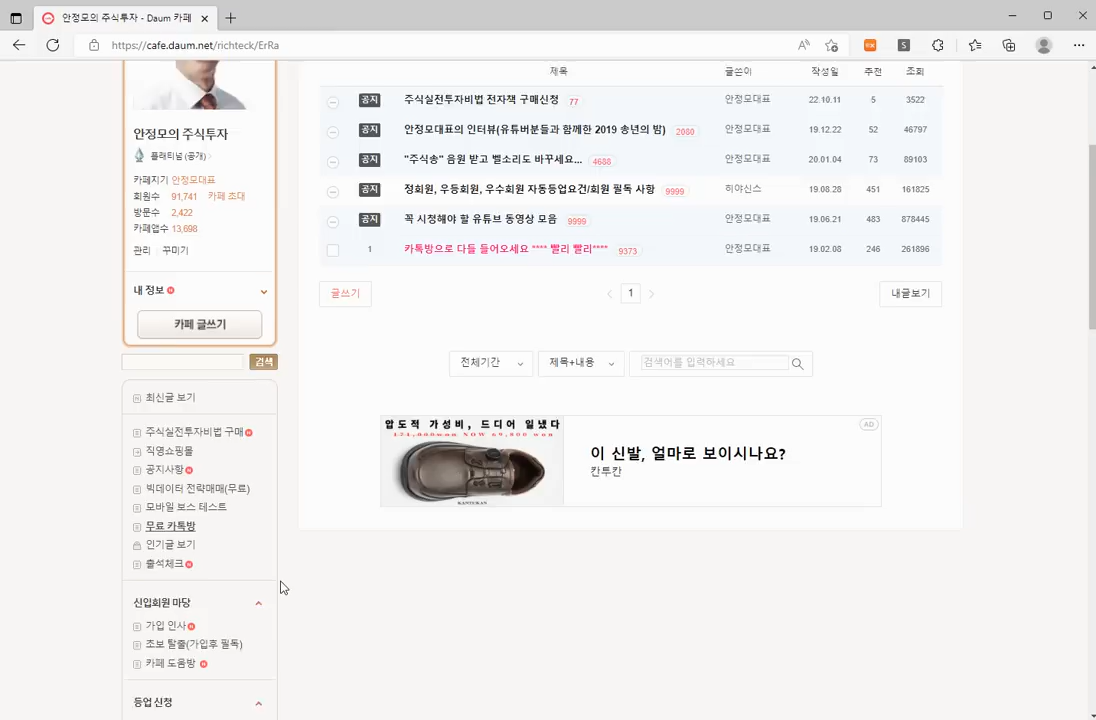 안정모의 주식투자 - Daum 카페
https://cafe.daum.net/richteck/ErRa
안정모의 주식투자
플래티넘 (공개)
카페지기 안정모대표
회원수 91,741 카페 초대
방문수 2,422
카페앱수 13,698
관리 꾸미기
내 정보 N
카페 글쓰기
검색
최신글 보기
주식실전투자비법 구매 N
직영쇼핑몰
공지사항 N
빅데이터 전략매매(무료)
모바일 보스 테스트
무료 카톡방
인기글 보기
출석체크 N
신입회원 마당
가입 인사 N
초보 탈출(가입후 필독)
카페 도움방 N
등업 신청
제목 글쓴이 작성일 추천 조회
공지 주식실전투자비법 전자책 구매신청 77 안정모대표 22.10.11 5 3522
공지 안정모대표의 인터뷰(유튜버분들과 함께한 2019 송년의 밤) 2080 안정모대표 19.12.22 52 46797
공지 "주식송" 음원 받고 벨소리도 바꾸세요... 4688 안정모대표 20.01.04 73 89103
공지 정회원, 우등회원, 우수회원 자동등업요건/회원 필독 사항 9999 히야신스 19.08.28 451 161825
공지 꼭 시청해야 할 유튜브 동영상 모음 9999 안정모대표 19.06.21 483 878445
1 카톡방으로 다들 들어오세요 **** 빨리 빨리**** 9373 안정모대표 19.02.08 246 261896
글쓰기 1 내글보기
전체기간 제목+내용 검색어를 입력하세요
압도적 가성비, 드디어 일냈다
124,000won NOW 69,800 won
KANTUKAN
이 신발, 얼마로 보이시나요?
칸투칸
AD